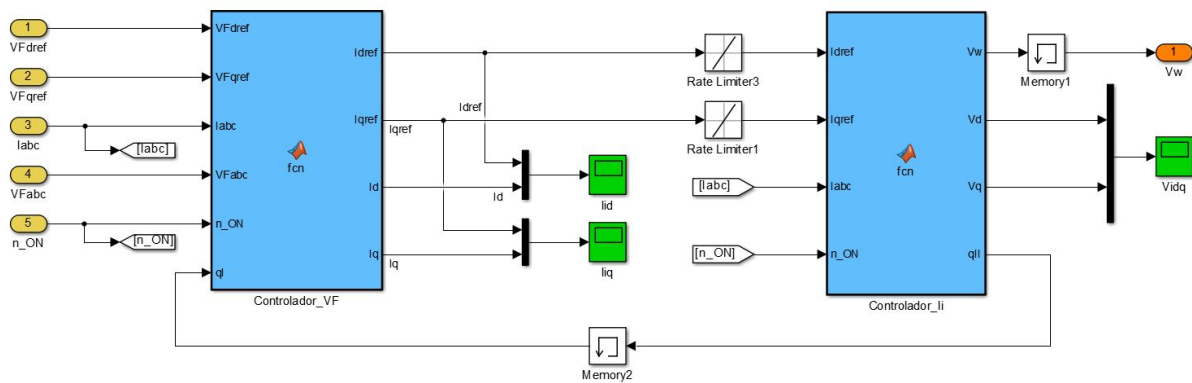 1
VFdref
2
VFqref
3
Iabc
[Iabc]
4
VFabc
5
n_ON
[n_ON]
VFdref
VFqref
Iabc
VFabc
n_ON
qI
fcn
Idref
Iqref
Id
Iq
Controlador_VF
Idref
Iqref
Id
Iq
Iid
Iiq
Rate Limiter3
Rate Limiter1
[Iabc]
[n_ON]
Idref
Iqref
Iabc
n_ON
fcn
Vw
Vd
Vq
qII
Controlador_Ii
Memory1
1
Vw
Vidq
Memory2